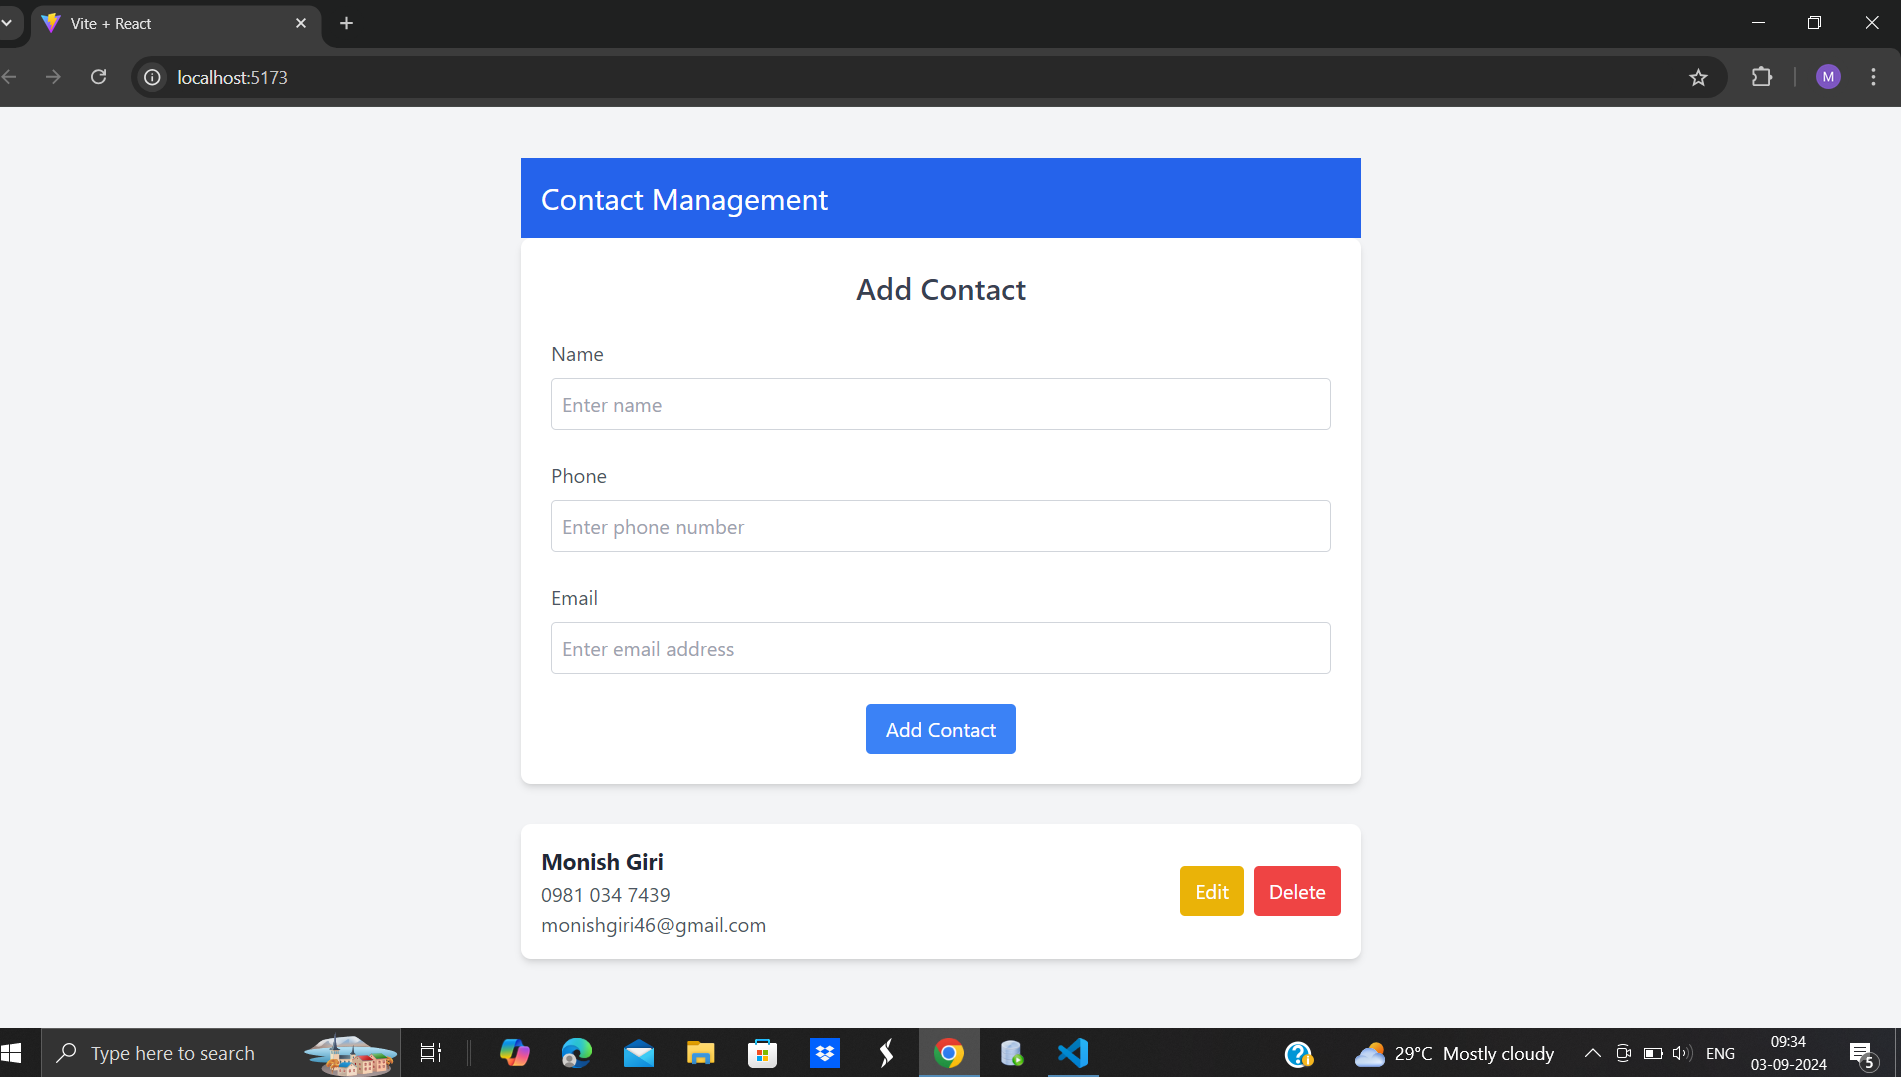 Vite + React
localhost:5173
M
Contact Management
Add Contact
Name
Enter name
Phone
Enter phone number
Email
Enter email address
Add Contact
Monish Giri
0981 034 7439
monishgiri46@gmail.com
Edit
Delete
Type here to search
29°C Mostly cloudy
ENG
09:34
03-09-2024
5